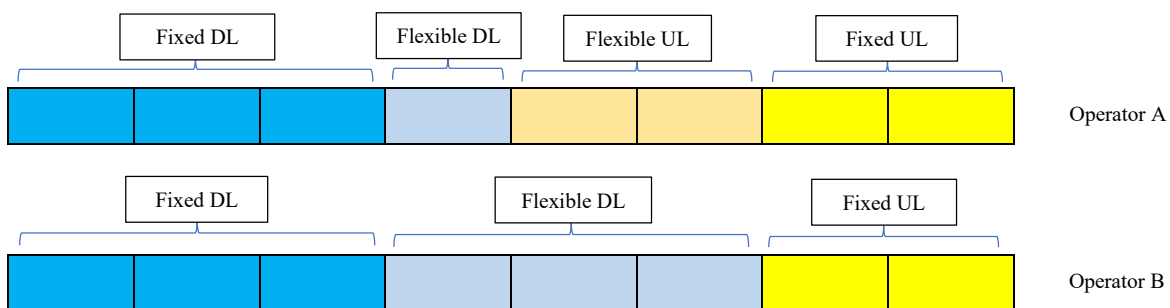 Fixed DL
Flexible DL
Flexible UL
Fixed UL
Operator A
Fixed DL
Flexible DL
Fixed UL
Operator B